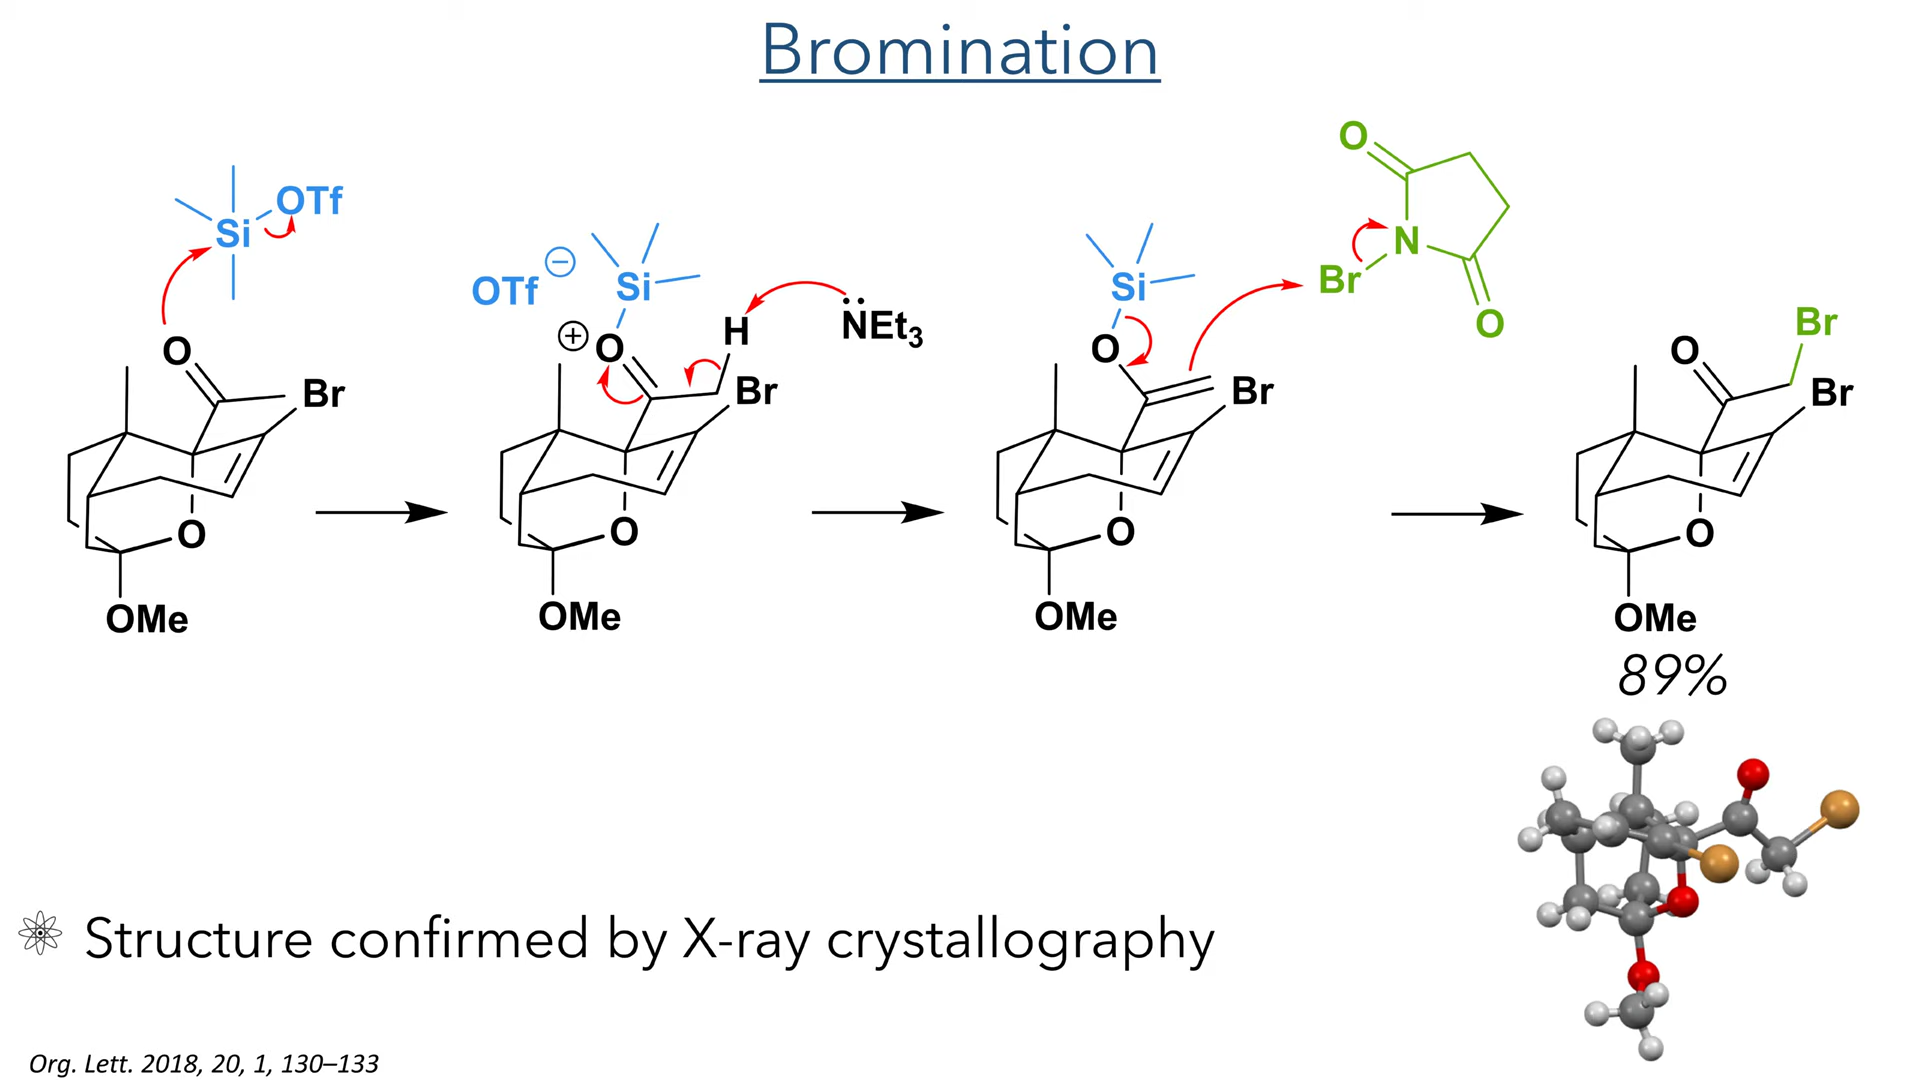 Bromination
OTf
Si
O
Br
O
OMe
OTf
⊖
Si
⊕
O
H
N̈Et₃
Br
O
OMe
Si
O
Br
O
OMe
O
N
Br
O
Br
O
Br
O
OMe
89%
Structure confirmed by X-ray crystallography
Org. Lett. 2018, 20, 1, 130–133